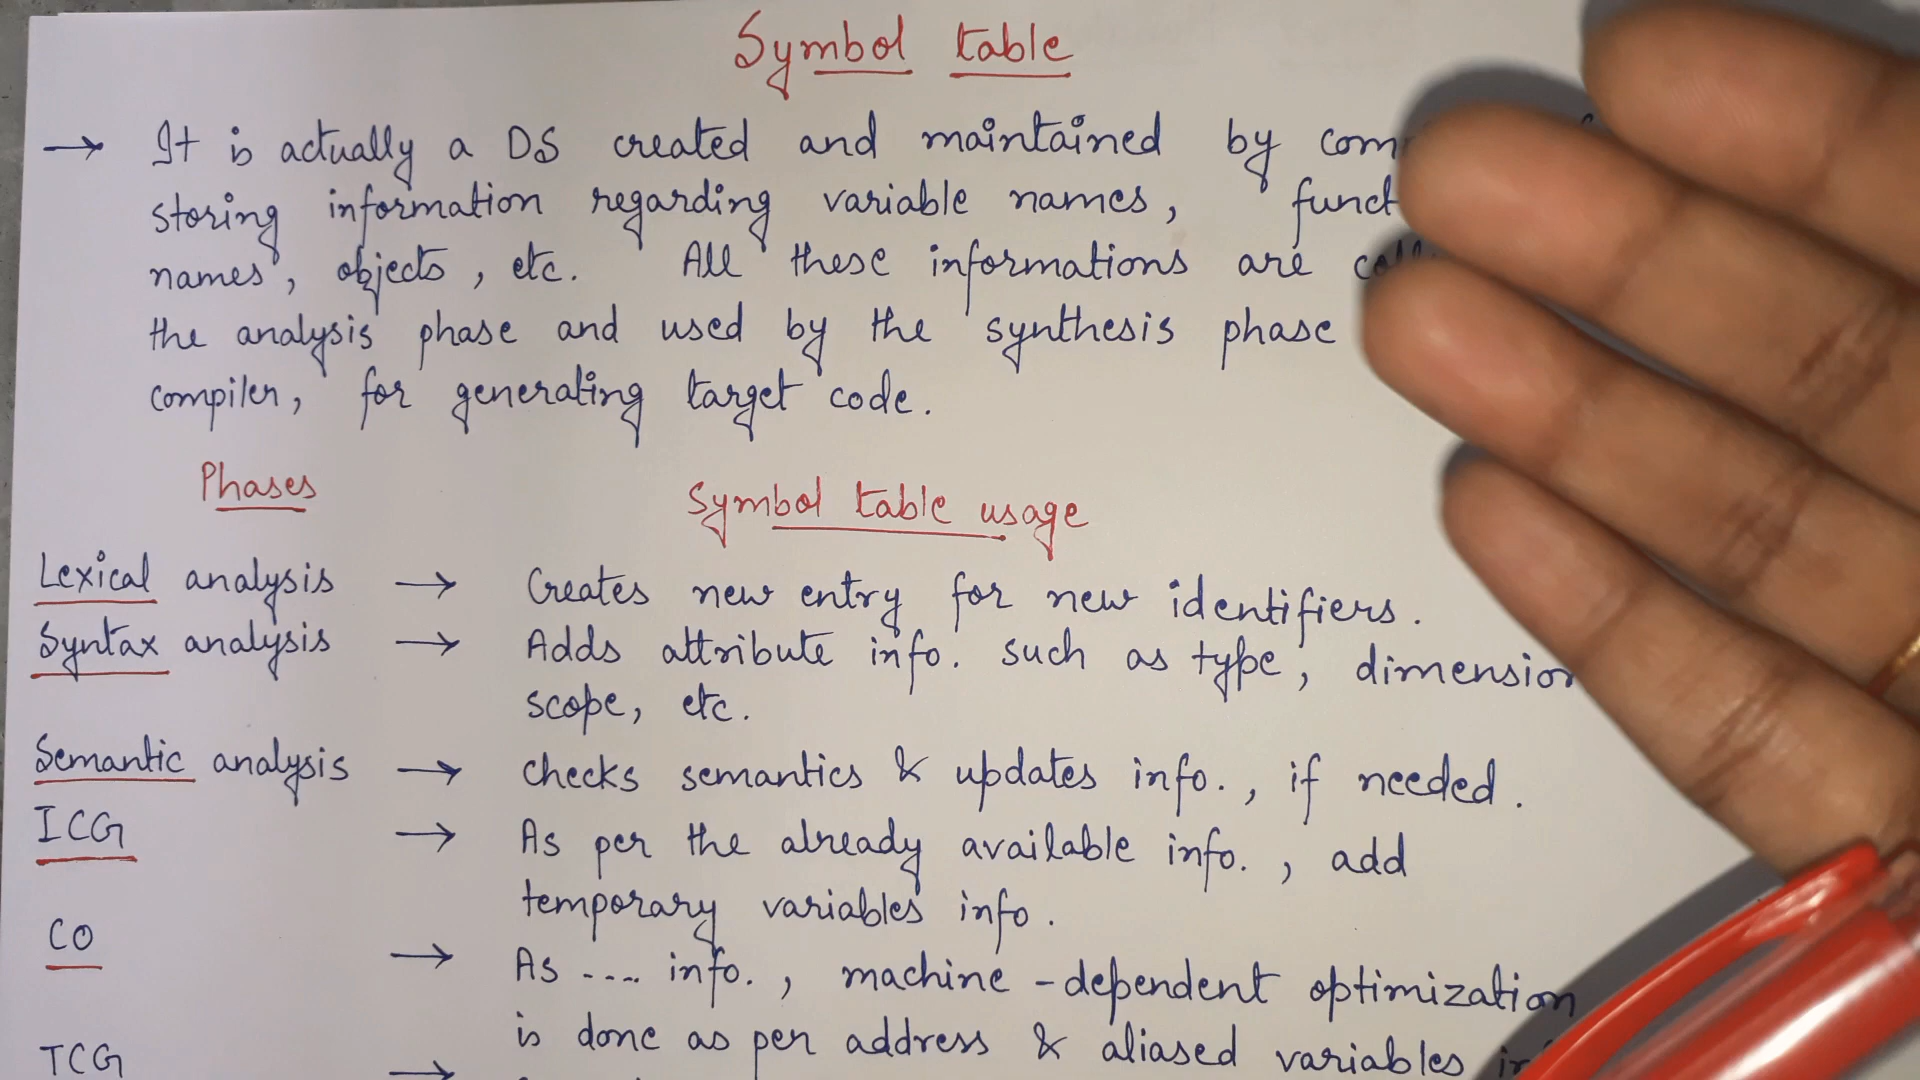 Symbol table
→ It is actually a DS created and maintained by
storing information regarding variable names,
names, objects, etc. All these informations are
the analysis phase and used by the synthesis phase
compiler, for generating target code.
Phases Symbol table usage
Lexical analysis → Creates new entry for new identifiers.
Syntax analysis → Adds attribute info. such as type,
scope, etc.
Semantic analysis → checks semantics & updates info., if needed.
ICG → As per the already available info., add
temporary variables info.
CO → As .... info., machine-dependent optimization
is done as per address & aliased variables
TCG →